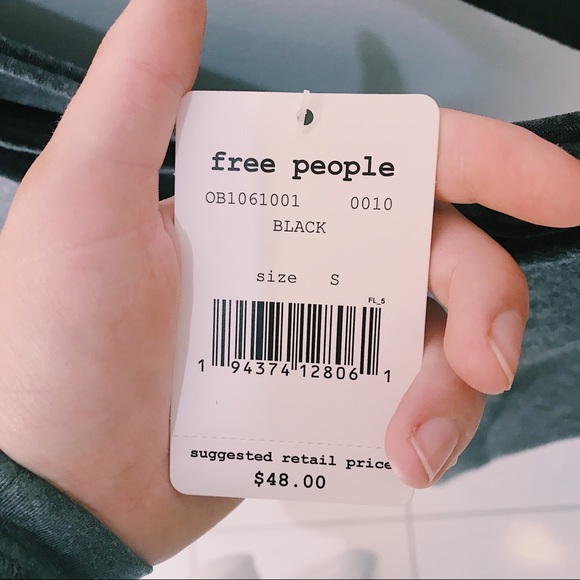 free people
OB1061001 0010
BLACK
size S
FL_5
1 94374 12806 1
suggested retail price
$48.00